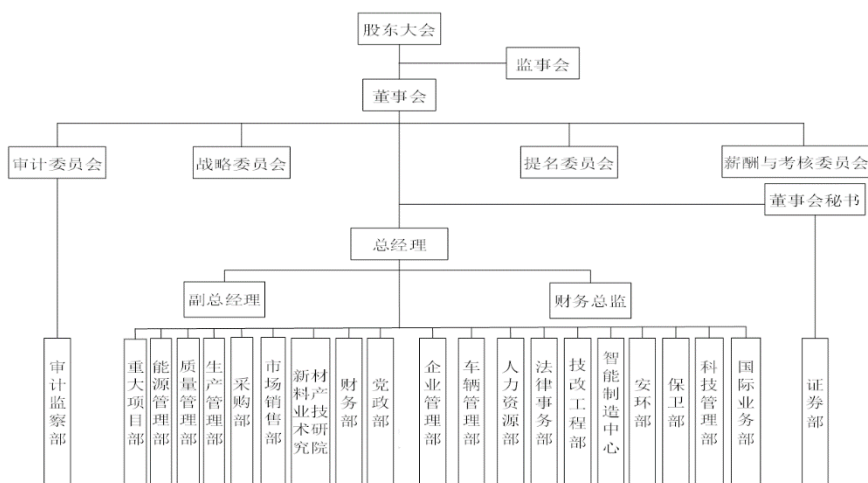 股东大会
监事会
董事会
审计委员会
战略委员会
提名委员会
薪酬与考核委员会
董事会秘书
总经理
副总经理
财务总监
审计监察部
重大项目部
能源管理部
质量管理部
生产管理部
采购部
市场销售部
新材料产业技术研究院
财务部
党政部
企业管理部
车辆管理部
人力资源部
法律事务部
技改工程部
智能制造中心
安环部
保卫部
科技管理部
国际业务部
证券部